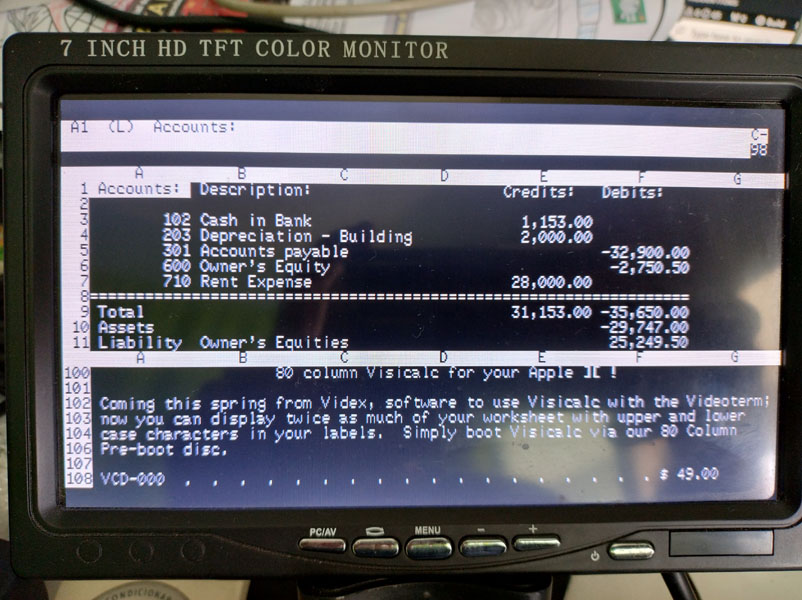 7 INCH HD TFT COLOR MONITOR
A1 (L) Accounts:
C-
98
A B C D E F G
1 Accounts: Description: Credits: Debits:
2
3 102 Cash in Bank 1,153.00
4 203 Depreciation - Building 2,000.00
5 301 Accounts payable -32,900.00
6 600 Owner's Equity -2,750.50
7 710 Rent Expense 28,000.00
8 ================================================================
9 Total 31,153.00 -35,650.00
10 Assets -29,747.00
11 Liability Owner's Equities 25,249.50
A B C D E F G
100 80 column Visicalc for your Apple ][ !
101
102 Coming this spring from Videx, software to use Visicalc with the Videoterm;
103 now you can display twice as much of your worksheet with upper and lower
104 case characters in your labels. Simply boot Visicalc via our 80 Column
106 Pre-boot disc.
107
108 VCD-000 . . . . . . . . . . . . . . . . . . $ 49.00
PC/AV MENU - +
CONDICIONA